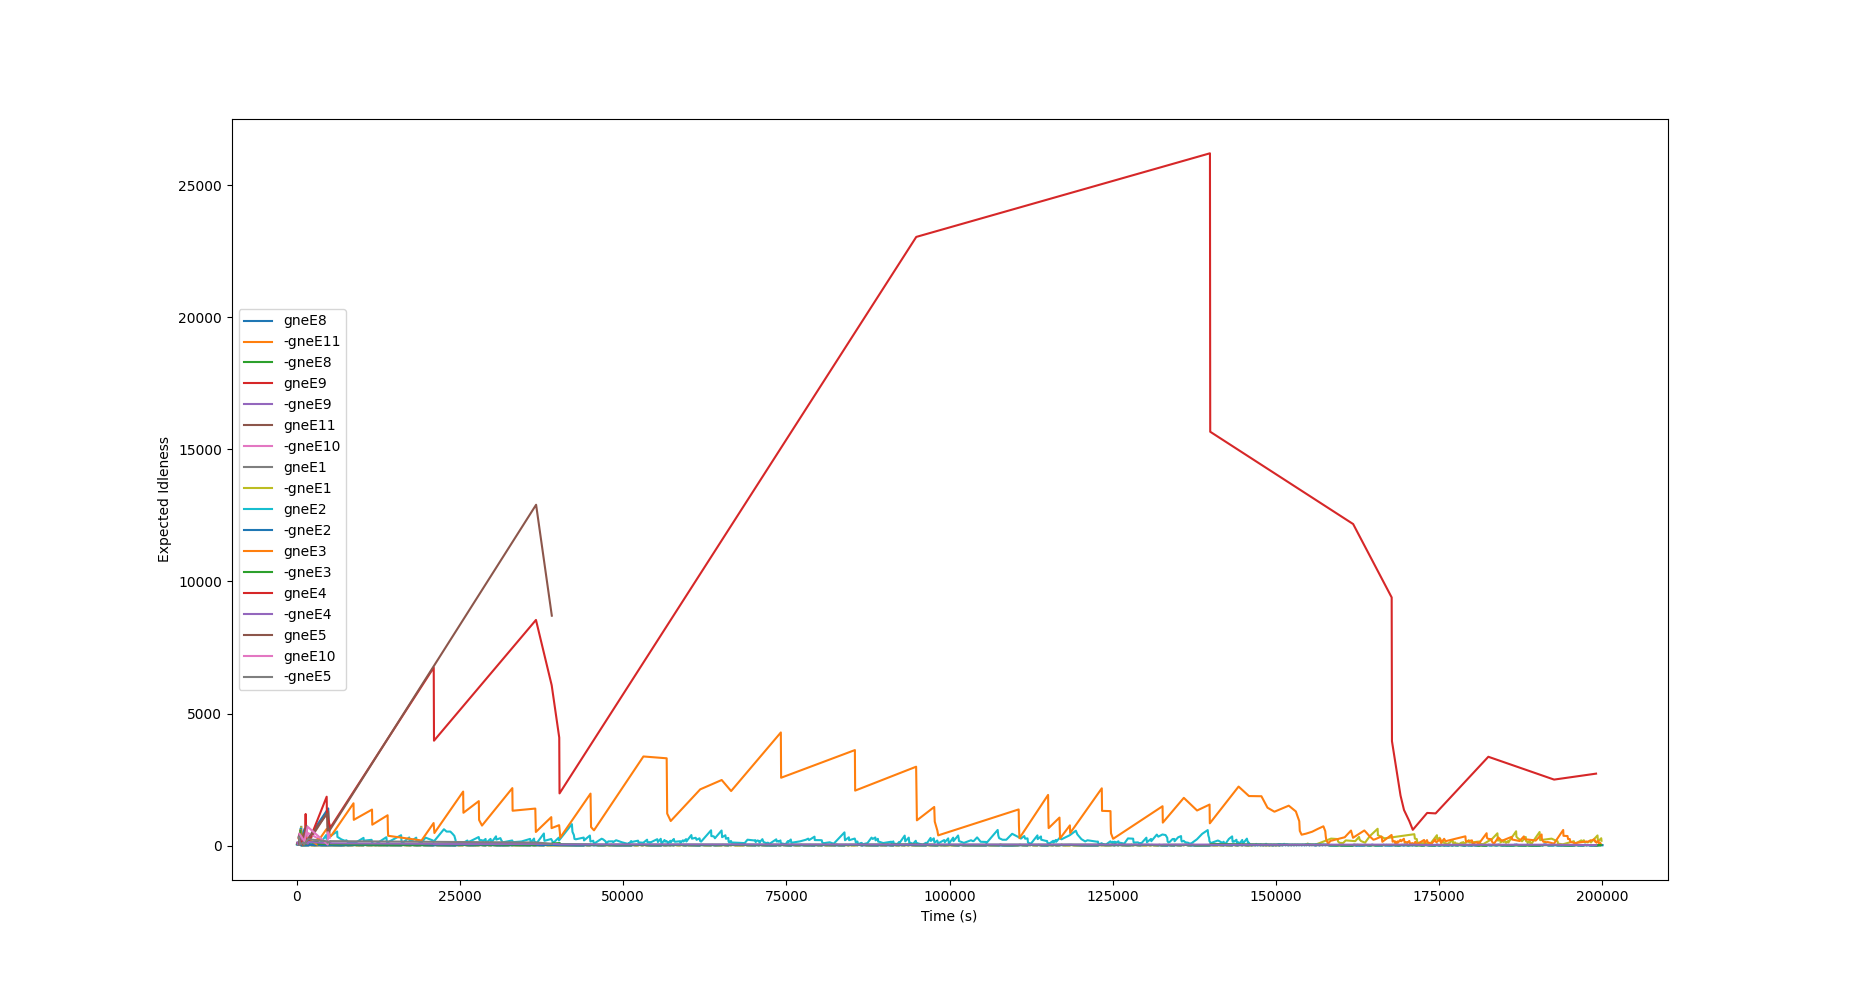 25000
20000
15000
10000
5000
0
Expected Idleness
gneE8
-gneE11
-gneE8
gneE9
-gneE9
gneE11
-gneE10
gneE1
-gneE1
gneE2
-gneE2
gneE3
-gneE3
gneE4
-gneE4
gneE5
gneE10
-gneE5
0 25000 50000 75000 100000 125000 150000 175000 200000
Time (s)